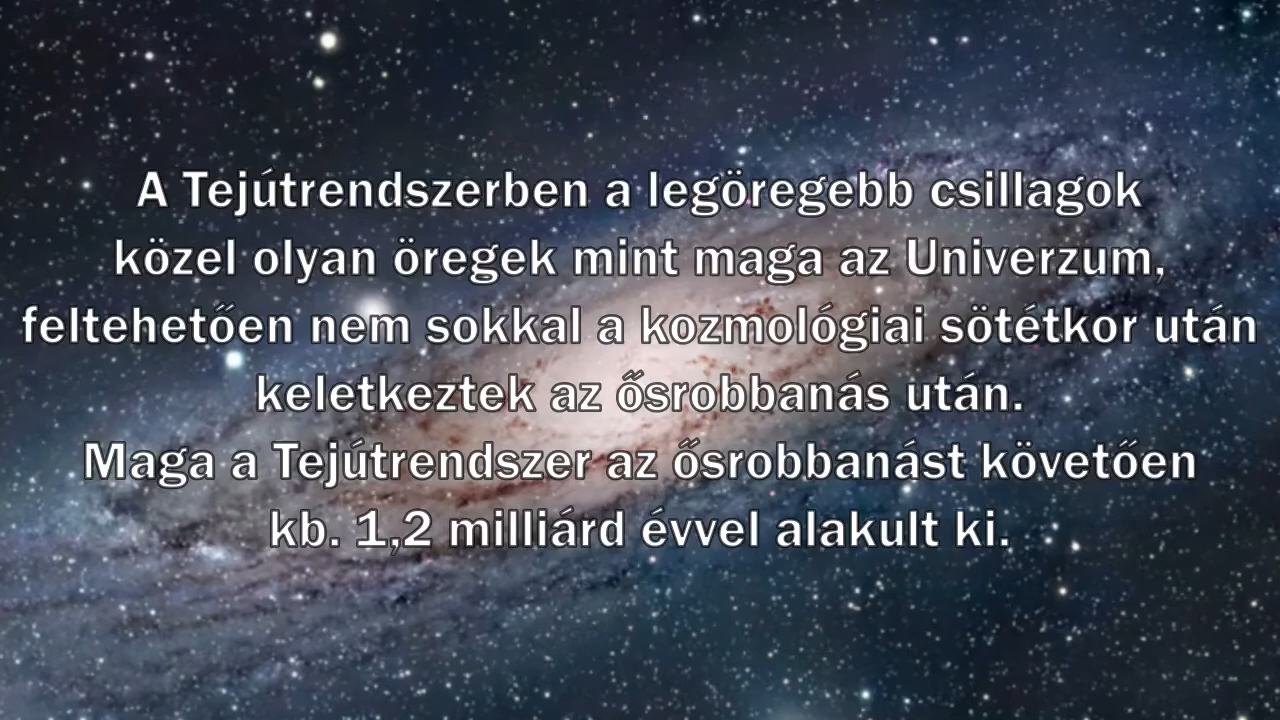 A Tejútrendszerben a legöregebb csillagok
közel olyan öregek mint maga az Univerzum,
feltehetően nem sokkal a kozmológiai sötétkor után
keletkeztek az ősrobbanás után.
Maga a Tejútrendszer az ősrobbanást követően
kb. 1,2 milliárd évvel alakult ki.